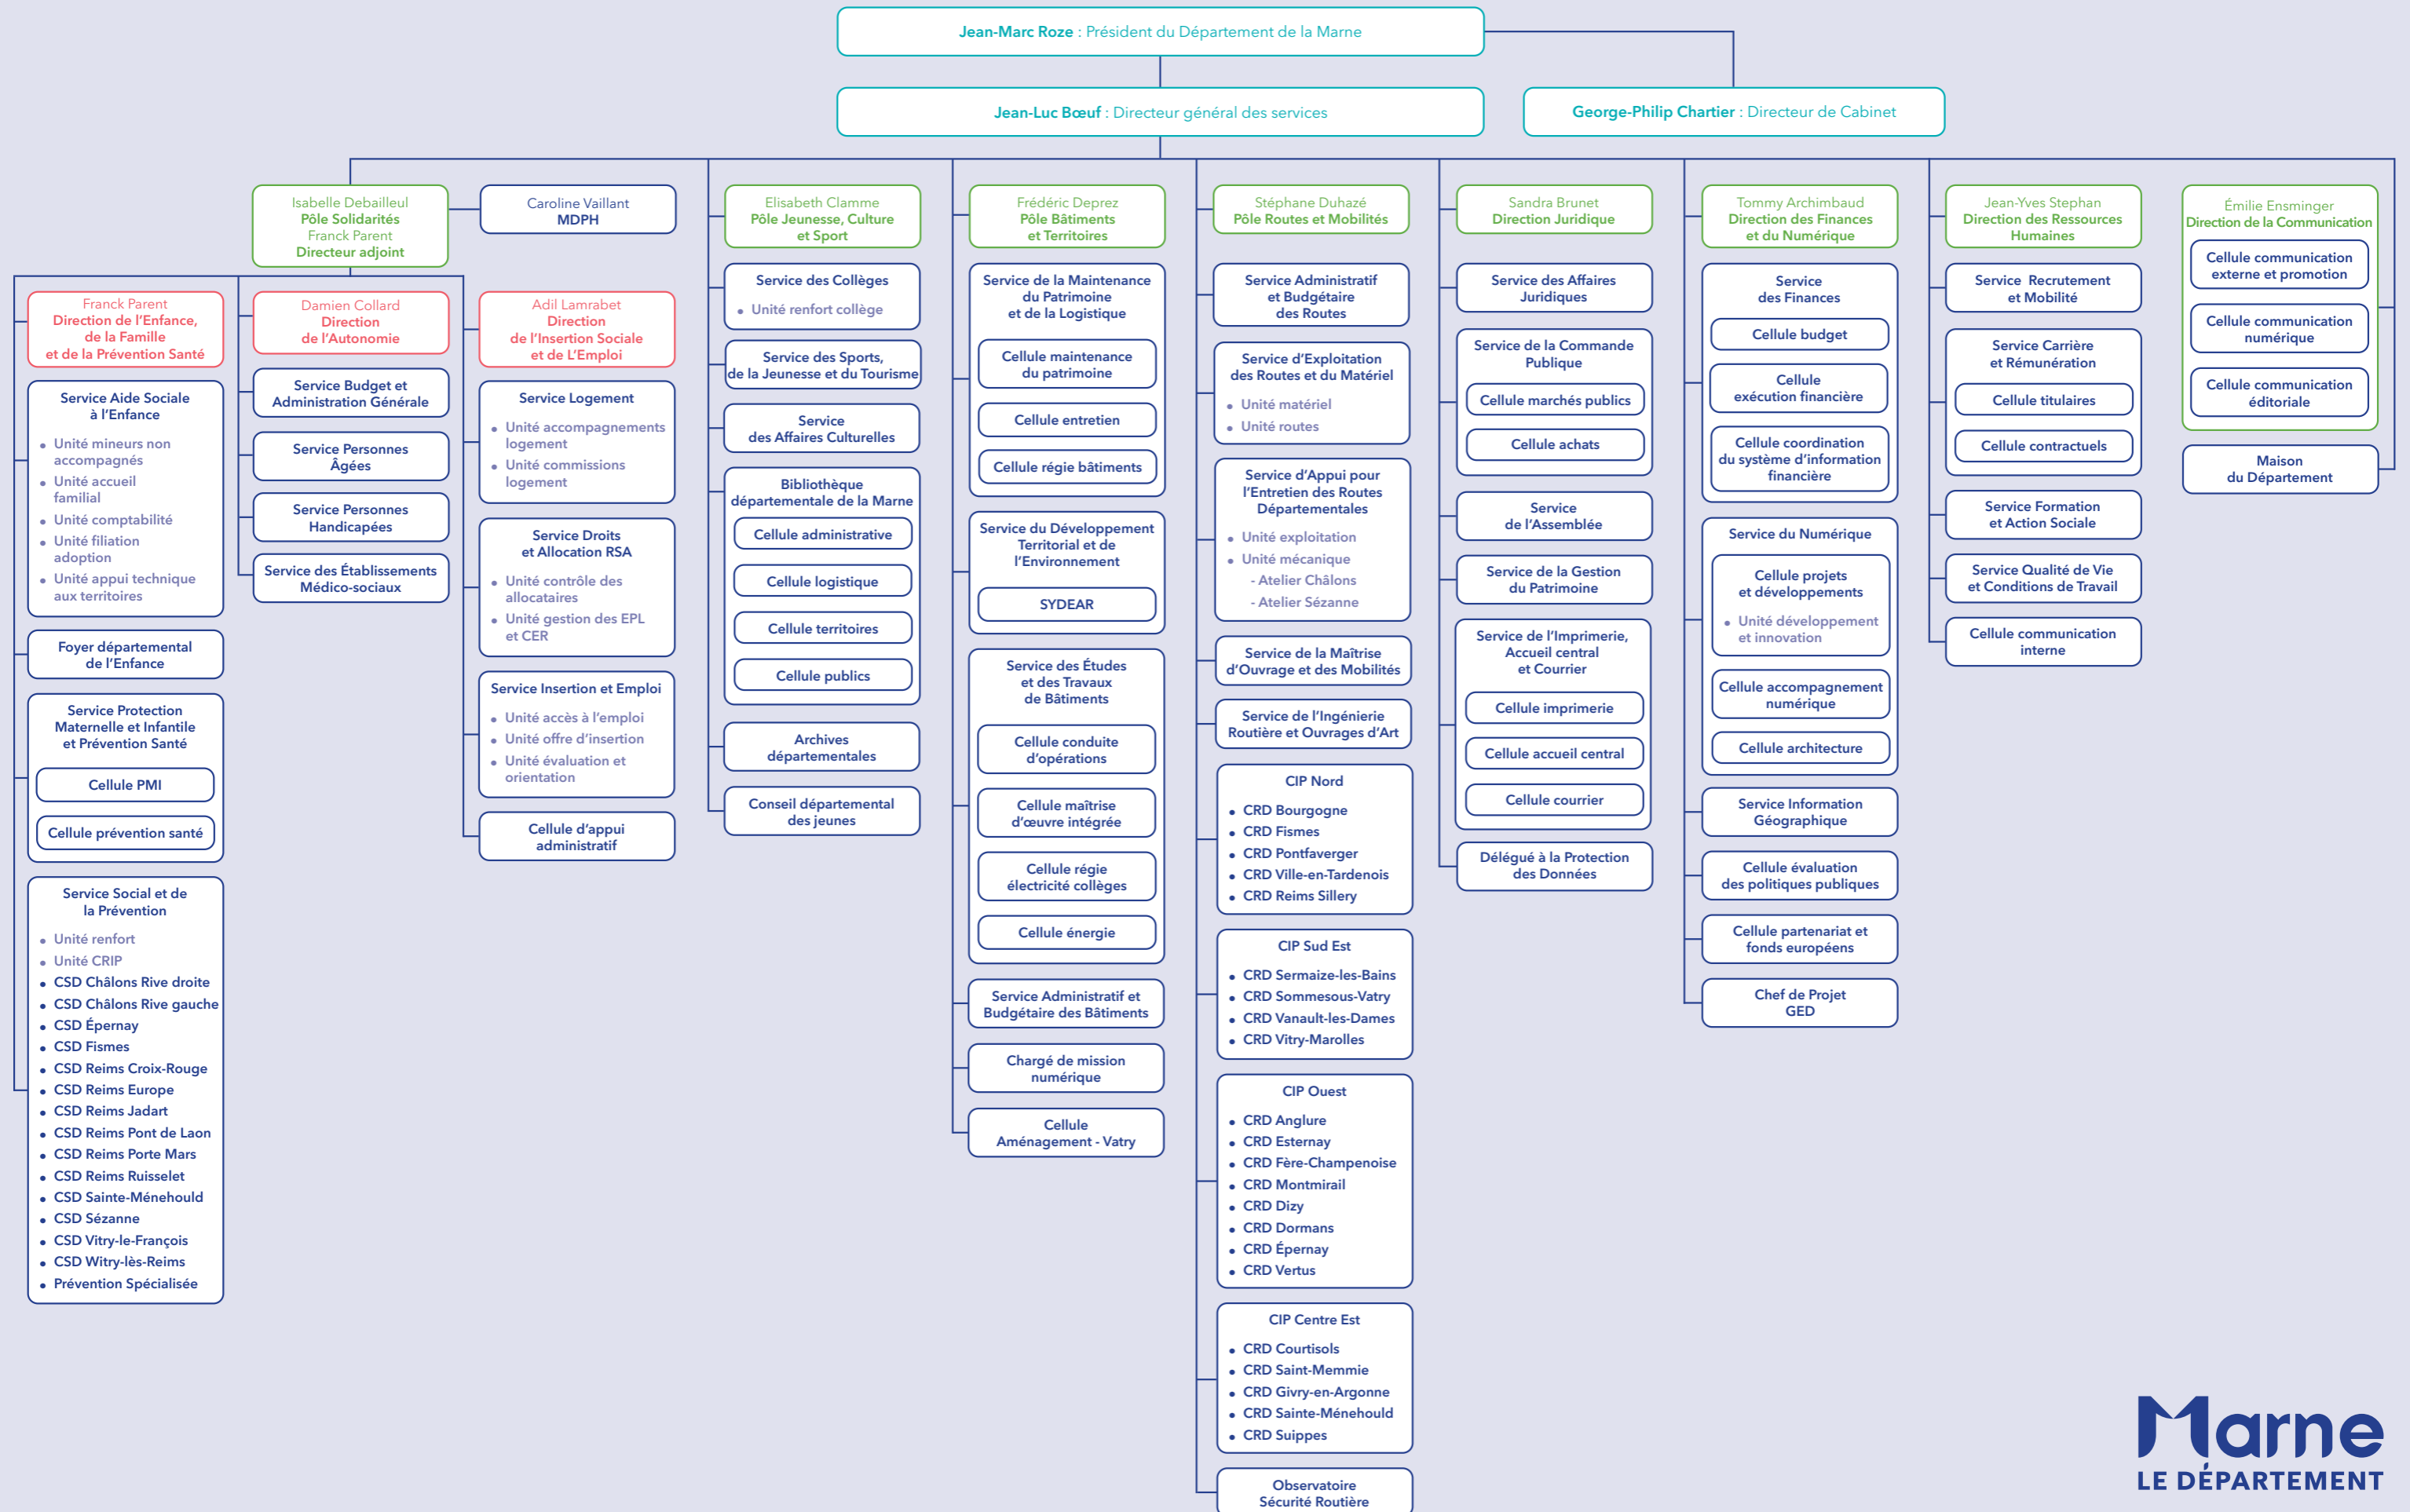 Jean-Marc Roze : Président du Département de la Marne
Jean-Luc Bœuf : Directeur général des services
George-Philip Chartier : Directeur de Cabinet
Isabelle Debailleul
Pôle Solidarités
Franck Parent
Directeur adjoint
Caroline Vaillant
MDPH
Franck Parent
Direction de l'Enfance,
de la Famille
et de la Prévention Santé
Service Aide Sociale
à l'Enfance
• Unité mineurs non
accompagnés
• Unité accueil
familial
• Unité comptabilité
• Unité filiation
adoption
• Unité appui technique
aux territoires
Foyer départemental
de l'Enfance
Service Protection
Maternelle et Infantile
et Prévention Santé
Cellule PMI
Cellule prévention santé
Service Social et de
la Prévention
• Unité renfort
• Unité CRIP
• CSD Châlons Rive droite
• CSD Châlons Rive gauche
• CSD Épernay
• CSD Fismes
• CSD Reims Croix-Rouge
• CSD Reims Europe
• CSD Reims Jadart
• CSD Reims Pont de Laon
• CSD Reims Porte Mars
• CSD Reims Ruisselet
• CSD Sainte-Ménehould
• CSD Sézanne
• CSD Vitry-le-François
• CSD Witry-lès-Reims
• Prévention Spécialisée
Damien Collard
Direction
de l'Autonomie
Service Budget et
Administration Générale
Service Personnes
Âgées
Service Personnes
Handicapées
Service des Établissements
Médico-sociaux
Adil Lamrabet
Direction
de l'Insertion Sociale
et de L'Emploi
Service Logement
• Unité accompagnements
logement
• Unité commissions
logement
Service Droits
et Allocation RSA
• Unité contrôle des
allocataires
• Unité gestion des EPL
et CER
Service Insertion et Emploi
• Unité accès à l'emploi
• Unité offre d'insertion
• Unité évaluation et
orientation
Cellule d'appui
administratif
Elisabeth Clamme
Pôle Jeunesse, Culture
et Sport
Service des Collèges
• Unité renfort collège
Service des Sports,
de la Jeunesse et du Tourisme
Service
des Affaires Culturelles
Bibliothèque
départementale de la Marne
Cellule administrative
Cellule logistique
Cellule territoires
Cellule publics
Archives
départementales
Conseil départemental
des jeunes
Frédéric Deprez
Pôle Bâtiments
et Territoires
Service de la Maintenance
du Patrimoine
et de la Logistique
Cellule maintenance
du patrimoine
Cellule entretien
Cellule régie bâtiments
Service du Développement
Territorial et de
l'Environnement
SYDEAR
Service des Études
et des Travaux
de Bâtiments
Cellule conduite
d'opérations
Cellule maîtrise
d'œuvre intégrée
Cellule régie
électricité collèges
Cellule énergie
Service Administratif et
Budgétaire des Bâtiments
Chargé de mission
numérique
Cellule
Aménagement - Vatry
Stéphane Duhazé
Pôle Routes et Mobilités
Service Administratif
et Budgétaire
des Routes
Service d'Exploitation
des Routes et du Matériel
• Unité matériel
• Unité routes
Service d'Appui pour
l'Entretien des Routes
Départementales
• Unité exploitation
• Unité mécanique
- Atelier Châlons
- Atelier Sézanne
Service de la Maîtrise
d'Ouvrage et des Mobilités
Service de l'Ingénierie
Routière et Ouvrages d'Art
CIP Nord
• CRD Bourgogne
• CRD Fismes
• CRD Pontfaverger
• CRD Ville-en-Tardenois
• CRD Reims Sillery
CIP Sud Est
• CRD Sermaize-les-Bains
• CRD Sommesous-Vatry
• CRD Vanault-les-Dames
• CRD Vitry-Marolles
CIP Ouest
• CRD Anglure
• CRD Esternay
• CRD Fère-Champenoise
• CRD Montmirail
• CRD Dizy
• CRD Dormans
• CRD Épernay
• CRD Vertus
CIP Centre Est
• CRD Courtisols
• CRD Saint-Memmie
• CRD Givry-en-Argonne
• CRD Sainte-Ménehould
• CRD Suippes
Observatoire
Sécurité Routière
Sandra Brunet
Direction Juridique
Service des Affaires
Juridiques
Service de la Commande
Publique
Cellule marchés publics
Cellule achats
Service
de l'Assemblée
Service de la Gestion
du Patrimoine
Service de l'Imprimerie,
Accueil central
et Courrier
Cellule imprimerie
Cellule accueil central
Cellule courrier
Délégué à la Protection
des Données
Tommy Archimbaud
Direction des Finances
et du Numérique
Service
des Finances
Cellule budget
Cellule
exécution financière
Cellule coordination
du système d'information
financière
Service du Numérique
Cellule projets
et développements
• Unité développement
et innovation
Cellule accompagnement
numérique
Cellule architecture
Service Information
Géographique
Cellule évaluation
des politiques publiques
Cellule partenariat et
fonds européens
Chef de Projet
GED
Jean-Yves Stephan
Direction des Ressources
Humaines
Service Recrutement
et Mobilité
Service Carrière
et Rémunération
Cellule titulaires
Cellule contractuels
Service Formation
et Action Sociale
Service Qualité de Vie
et Conditions de Travail
Cellule communication
interne
Émilie Ensminger
Direction de la Communication
Cellule communication
externe et promotion
Cellule communication
numérique
Cellule communication
éditoriale
Maison
du Département
Marne
LE DÉPARTEMENT